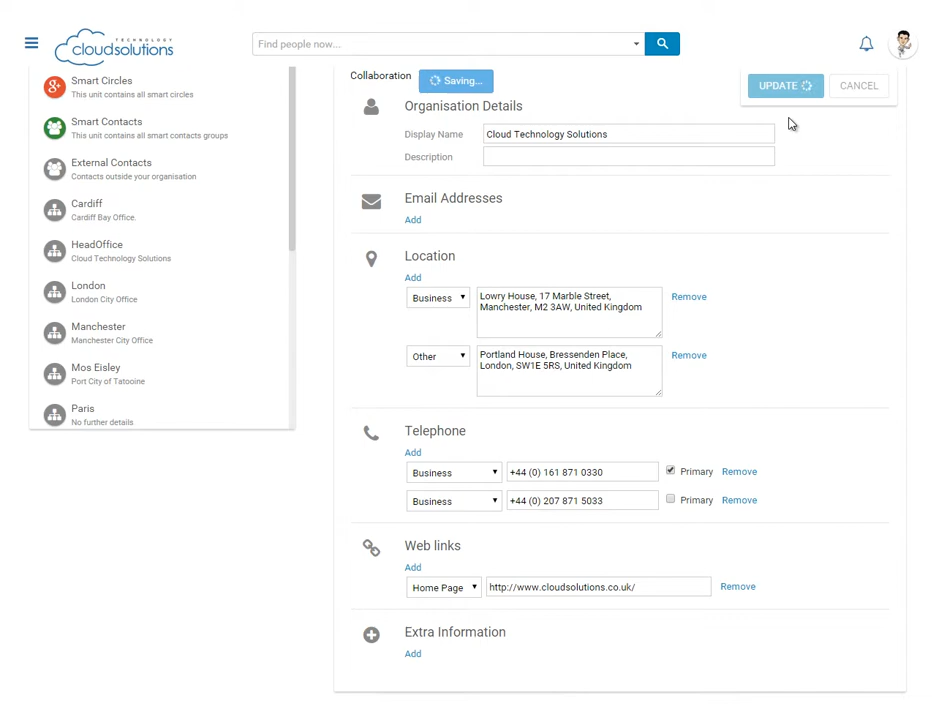 TECHNOLOGY
cloudsolutions
Find people now...
Smart Circles
This unit contains all smart circles
Smart Contacts
This unit contains all smart contacts groups
External Contacts
Contacts outside your organisation
Cardiff
Cardiff Bay Office.
HeadOffice
Cloud Technology Solutions
London
London City Office
Manchester
Manchester City Office
Mos Eisley
Port City of Tatooine
Paris
No further details
Collaboration
Saving...
UPDATE
CANCEL
Organisation Details
Display Name Cloud Technology Solutions
Description
Email Addresses
Add
Location
Add
Business Lowry House, 17 Marble Street, Remove
Manchester, M2 3AW, United Kingdom
Other Portland House, Bressenden Place, Remove
London, SW1E 5RS, United Kingdom
Telephone
Add
Business +44 (0) 161 871 0330 Primary Remove
Business +44 (0) 207 871 5033 Primary Remove
Web links
Add
Home Page http://www.cloudsolutions.co.uk/ Remove
Extra Information
Add